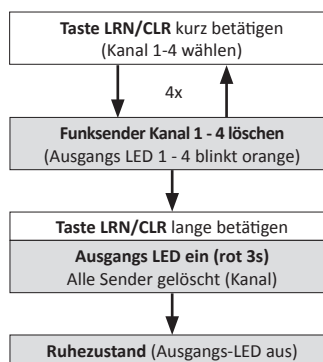 Taste LRN/CLR kurz betätigen
(Kanal 1-4 wählen)
4x
Funksender Kanal 1 - 4 löschen
(Ausgangs LED 1 - 4 blinkt orange)
Taste LRN/CLR lange betätigen
Ausgangs LED ein (rot 3s)
Alle Sender gelöscht (Kanal)
Ruhezustand (Ausgangs-LED aus)